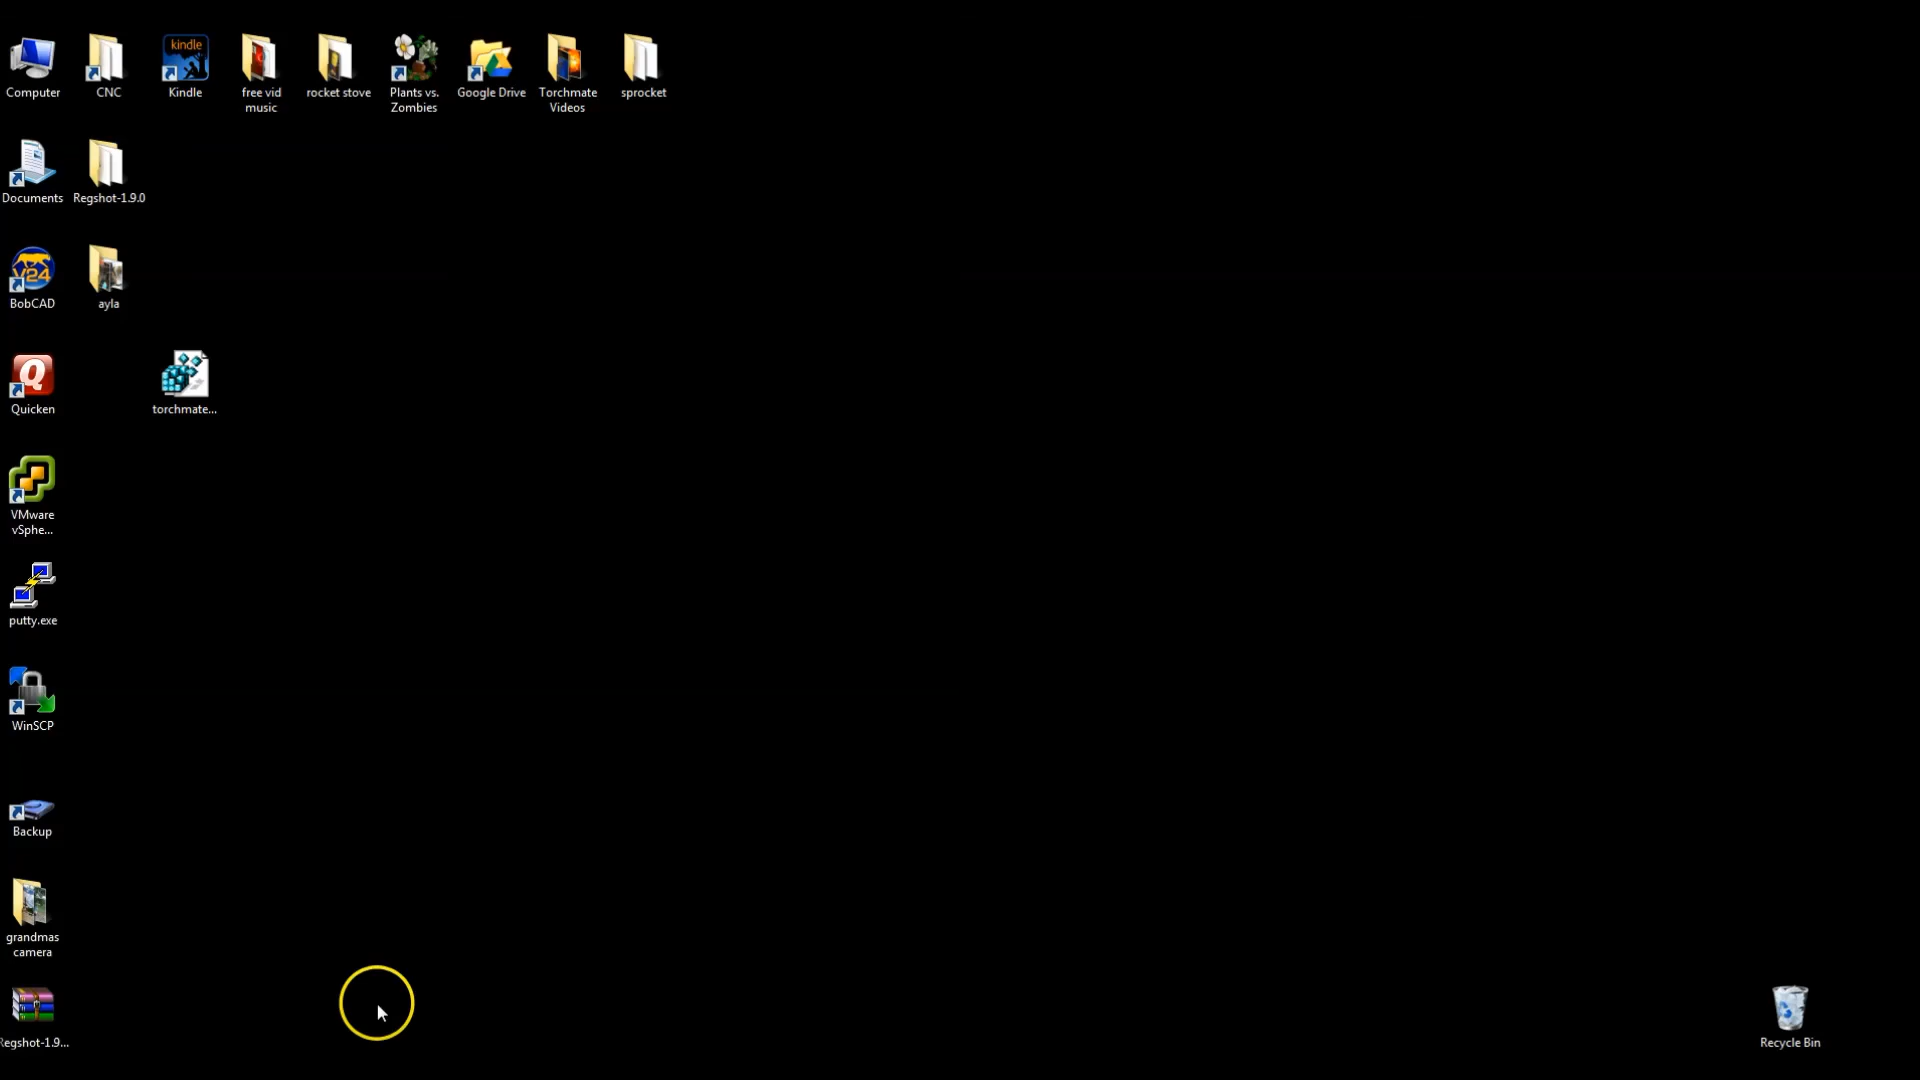 Computer
CNC
kindle
Kindle
free vid
music
rocket stove
Plants vs.
Zombies
Google Drive
Torchmate
Videos
sprocket
Documents
Regshot-1.9.0
V24
BobCAD
ayla
Q
Quicken
torchmate...
VMware
vSphe...
putty.exe
WinSCP
Backup
grandmas
camera
Regshot-1.9...
Recycle Bin